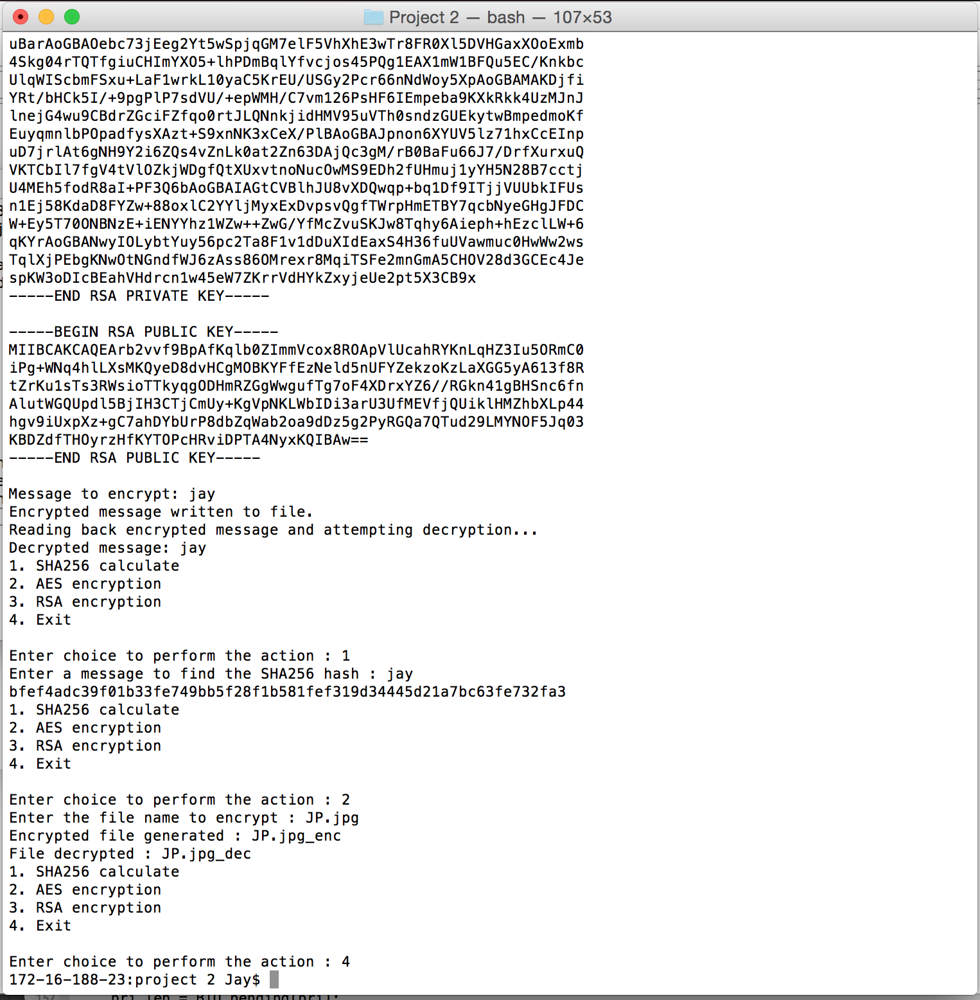 Project 2 — bash — 107×53
uBarAoGBAOebc73jEeg2Yt5wSpjqGM7elF5VhXhE3wTr8FR0Xl5DVHGaxXOoExmb
4Skg04rTQTfgiuCHImYXO5+lhPDmBqlYfvcjos45PQg1EAX1mW1BFQu5EC/Knkbc
UlqWIScbmFSxu+LaF1wrkL10yaC5KrEU/USGy2Pcr66nNdWoy5XpAoGBAMAKDjfi
YRt/bHCk5I/+9pgPlP7sdVU/+epWMH/C7vm126PsHF6IEmpeba9KXkRkk4UzMJnJ
lnejG4wu9CBdrZGciFZfqo0rtJLQNnkjidHMV95uVTh0sndzGUEkytwBmpedmoKf
EuyqmnlbPOpadfysXAzt+S9xnNK3xCeX/PlBAoGBAJpnon6XYUV5lz71hxCcEInp
uD7jrlAt6gNH9Y2i6ZQs4vZnLk0at2Zn63DAjQc3gM/rB0BaFu66J7/DrfXurxuQ
VKTCbIl7fgV4tVlOZkjWDgfQtXUxvtnoNucOwMS9EDh2fUHmuj1yYH5N28B7cctj
U4MEh5fodR8aI+PF3Q6bAoGBAIAGtCVBlhJU8vXDQwqp+bq1Df9ITjjVUUbkIFUs
n1Ej58KdaD8FYZw+88oxlC2YYljMyxExDvpsvQgfTWrpHmETBY7qcbNyeGHgJFDC
W+Ey5T70ONBNzE+iENYYhz1WZw++ZwG/YfMcZvuSKJw8Tqhy6Aieph+hEzclLW+6
qKYrAoGBANwyIOLybtYuy56pc2Ta8F1v1dDuXIdEaxS4H36fuUVawmuc0HwWw2ws
TqlXjPEbgKNwOtNGndfWJ6zAss86OMrexr8MqiTSFe2mnGmA5CHOV28d3GCEc4Je
spKW3oDIcBEahVHdrcn1w45eW7ZKrrVdHYkZxyjeUe2pt5X3CB9x
-----END RSA PRIVATE KEY-----
-----BEGIN RSA PUBLIC KEY-----
MIIBCAKCAQEArb2vvf9BpAfKqlb0ZImmVcox8ROApVlUcahRYKnLqHZ3Iu5ORmC0
iPg+WNq4hlLXsMKQyeD8dvHCgMOBKYFfEzNeld5nUFYZekzoKzLaXGG5yA613f8R
tZrKu1sTs3RWsioTTkyqgODHmRZGgWwgufTg7oF4XDrxYZ6//RGkn41gBHSnc6fn
AlutWGQUpdl5BjIH3CTjCmUy+KgVpNKLWbIDi3arU3UfMEVfjQUiklHMZhbXLp44
hgv9iUxpXz+gC7ahDYbUrP8dbZqWab2oa9dDz5g2PyRGQa7QTud29LMYNOF5Jq03
KBDZdfTHOyrzHfKYTOPcHRviDPTA4NyxKQIBAw==
-----END RSA PUBLIC KEY-----
Message to encrypt: jay
Encrypted message written to file.
Reading back encrypted message and attempting decryption...
Decrypted message: jay
1. SHA256 calculate
2. AES encryption
3. RSA encryption
4. Exit
Enter choice to perform the action : 1
Enter a message to find the SHA256 hash : jay
bfef4adc39f01b33fe749bb5f28f1b581fef319d34445d21a7bc63fe732fa3
1. SHA256 calculate
2. AES encryption
3. RSA encryption
4. Exit
Enter choice to perform the action : 2
Enter the file name to encrypt : JP.jpg
Encrypted file generated : JP.jpg_enc
File decrypted : JP.jpg_dec
1. SHA256 calculate
2. AES encryption
3. RSA encryption
4. Exit
Enter choice to perform the action : 4
172-16-188-23:project 2 Jay$